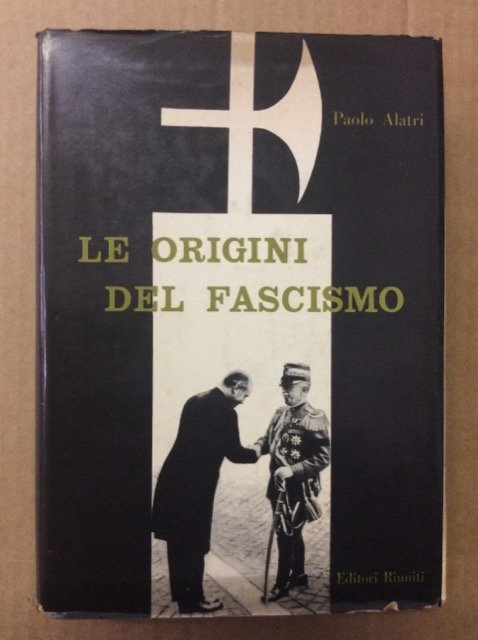 Paolo Alatri
LE ORIGINI
DEL FASCISMO
Editori Riuniti